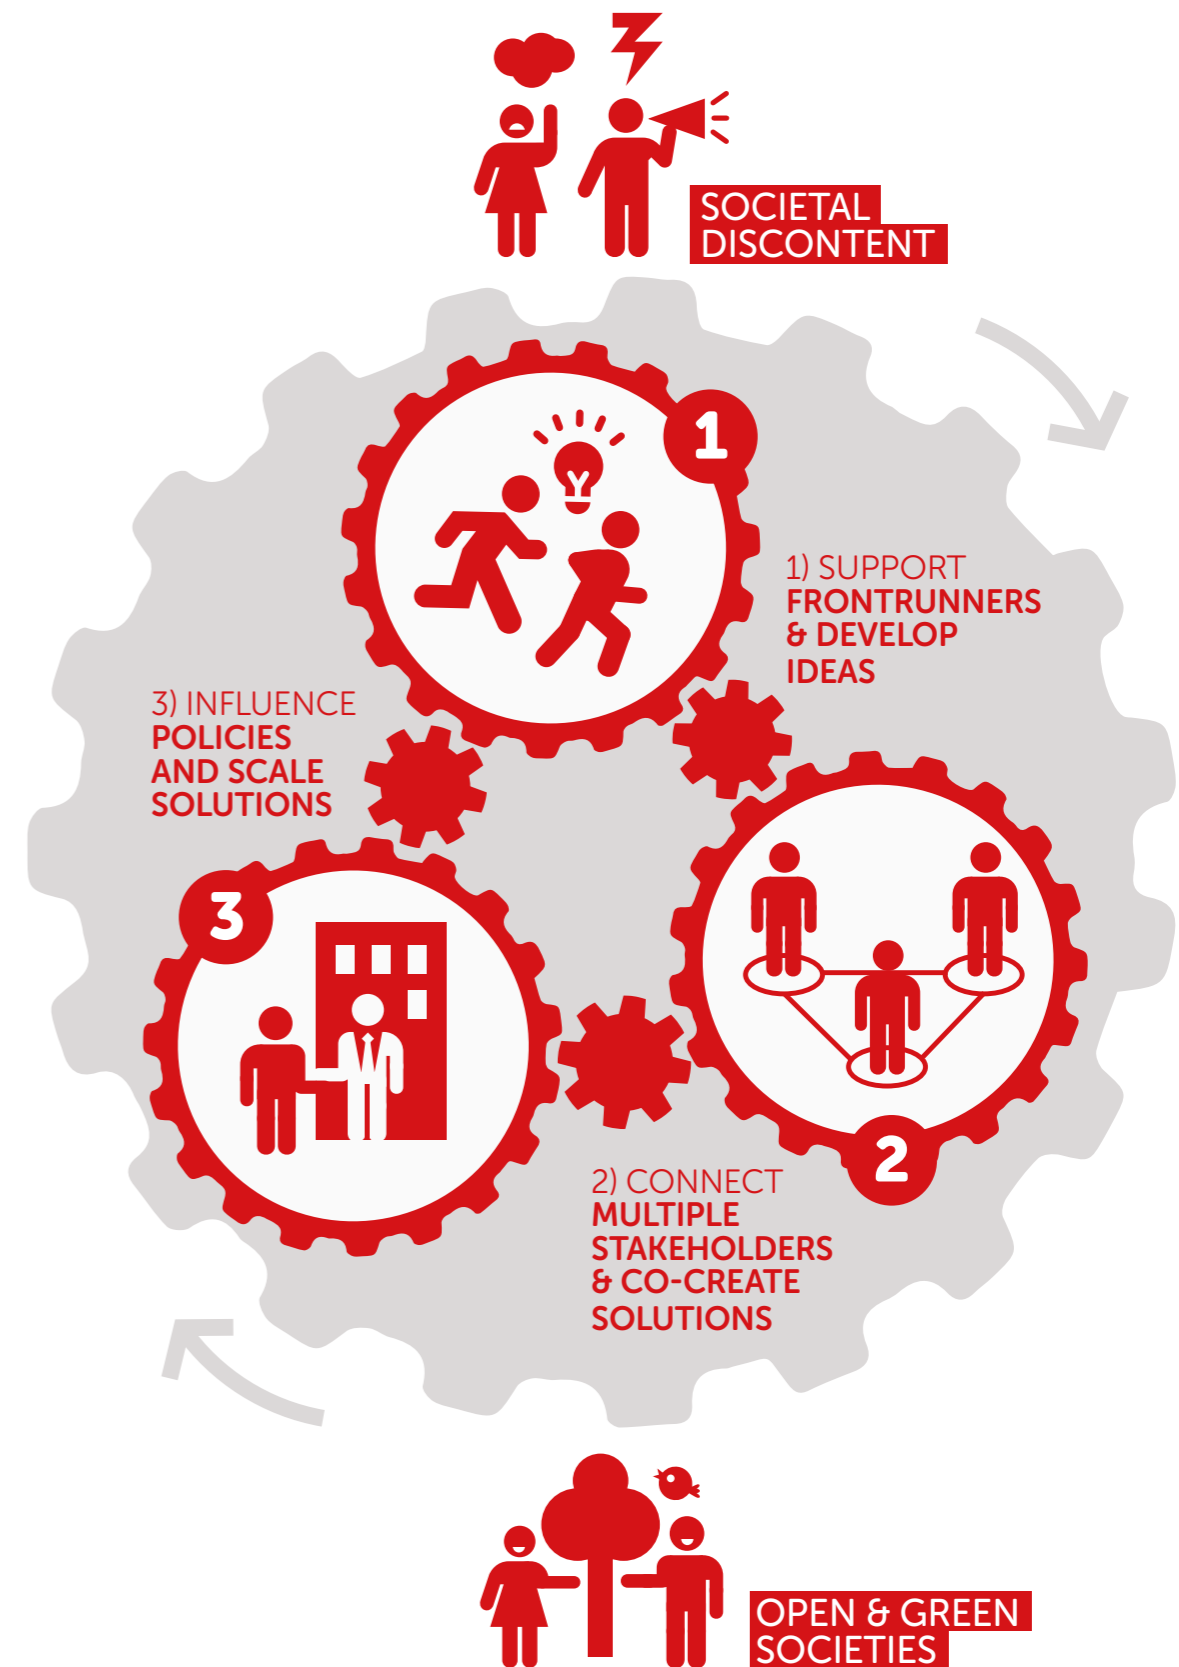 SOCIETAL
DISCONTENT
1
1) SUPPORT
FRONTRUNNERS
& DEVELOP
IDEAS
3) INFLUENCE
POLICIES
AND SCALE
SOLUTIONS
3
2
2) CONNECT
MULTIPLE
STAKEHOLDERS
& CO-CREATE
SOLUTIONS
OPEN & GREEN
SOCIETIES